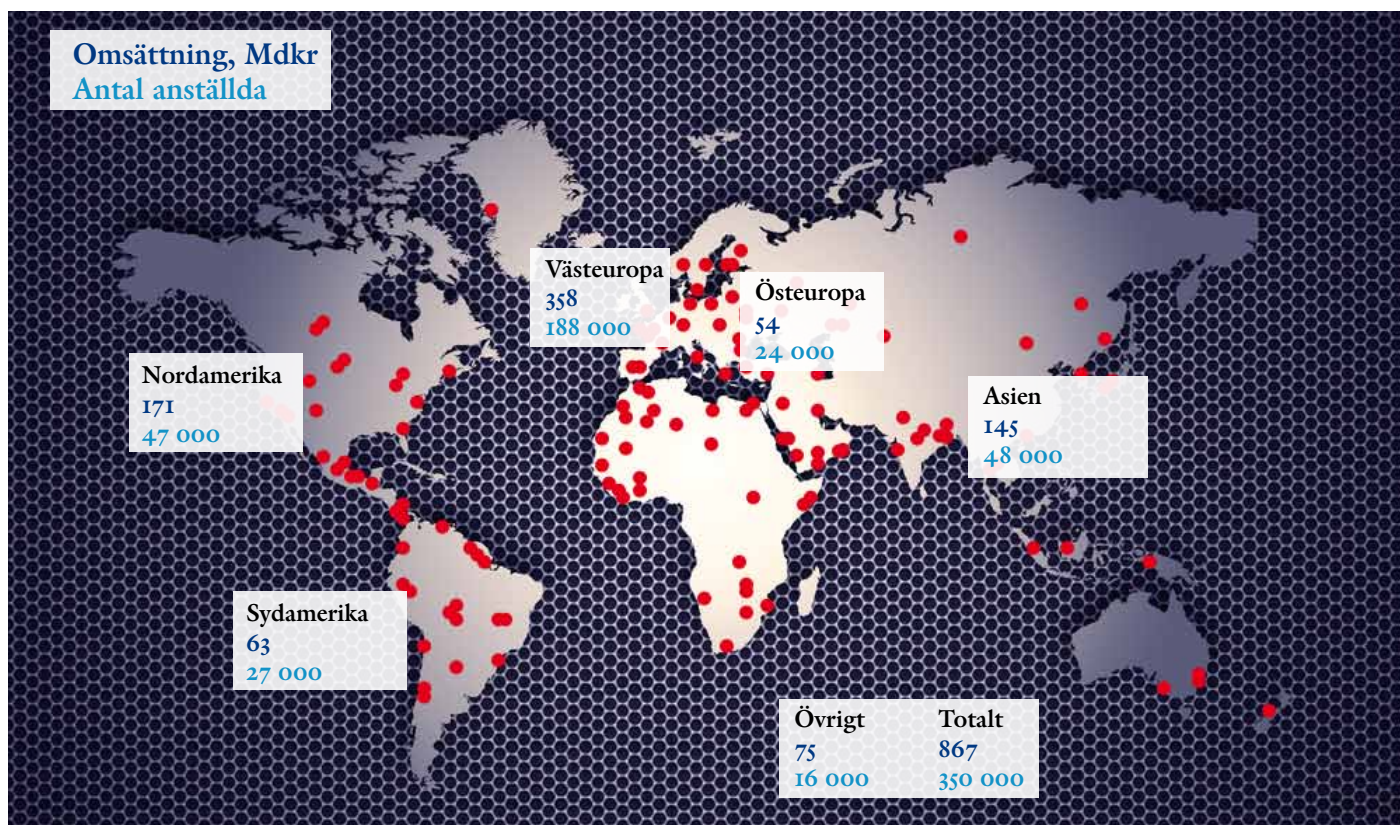 Omsättning, Mdkr
Antal anställda
Västeuropa
358
188 000
Östeuropa
54
24 000
Nordamerika
171
47 000
Asien
145
48 000
Sydamerika
63
27 000
Övrigt Totalt
75 867
16 000 350 000